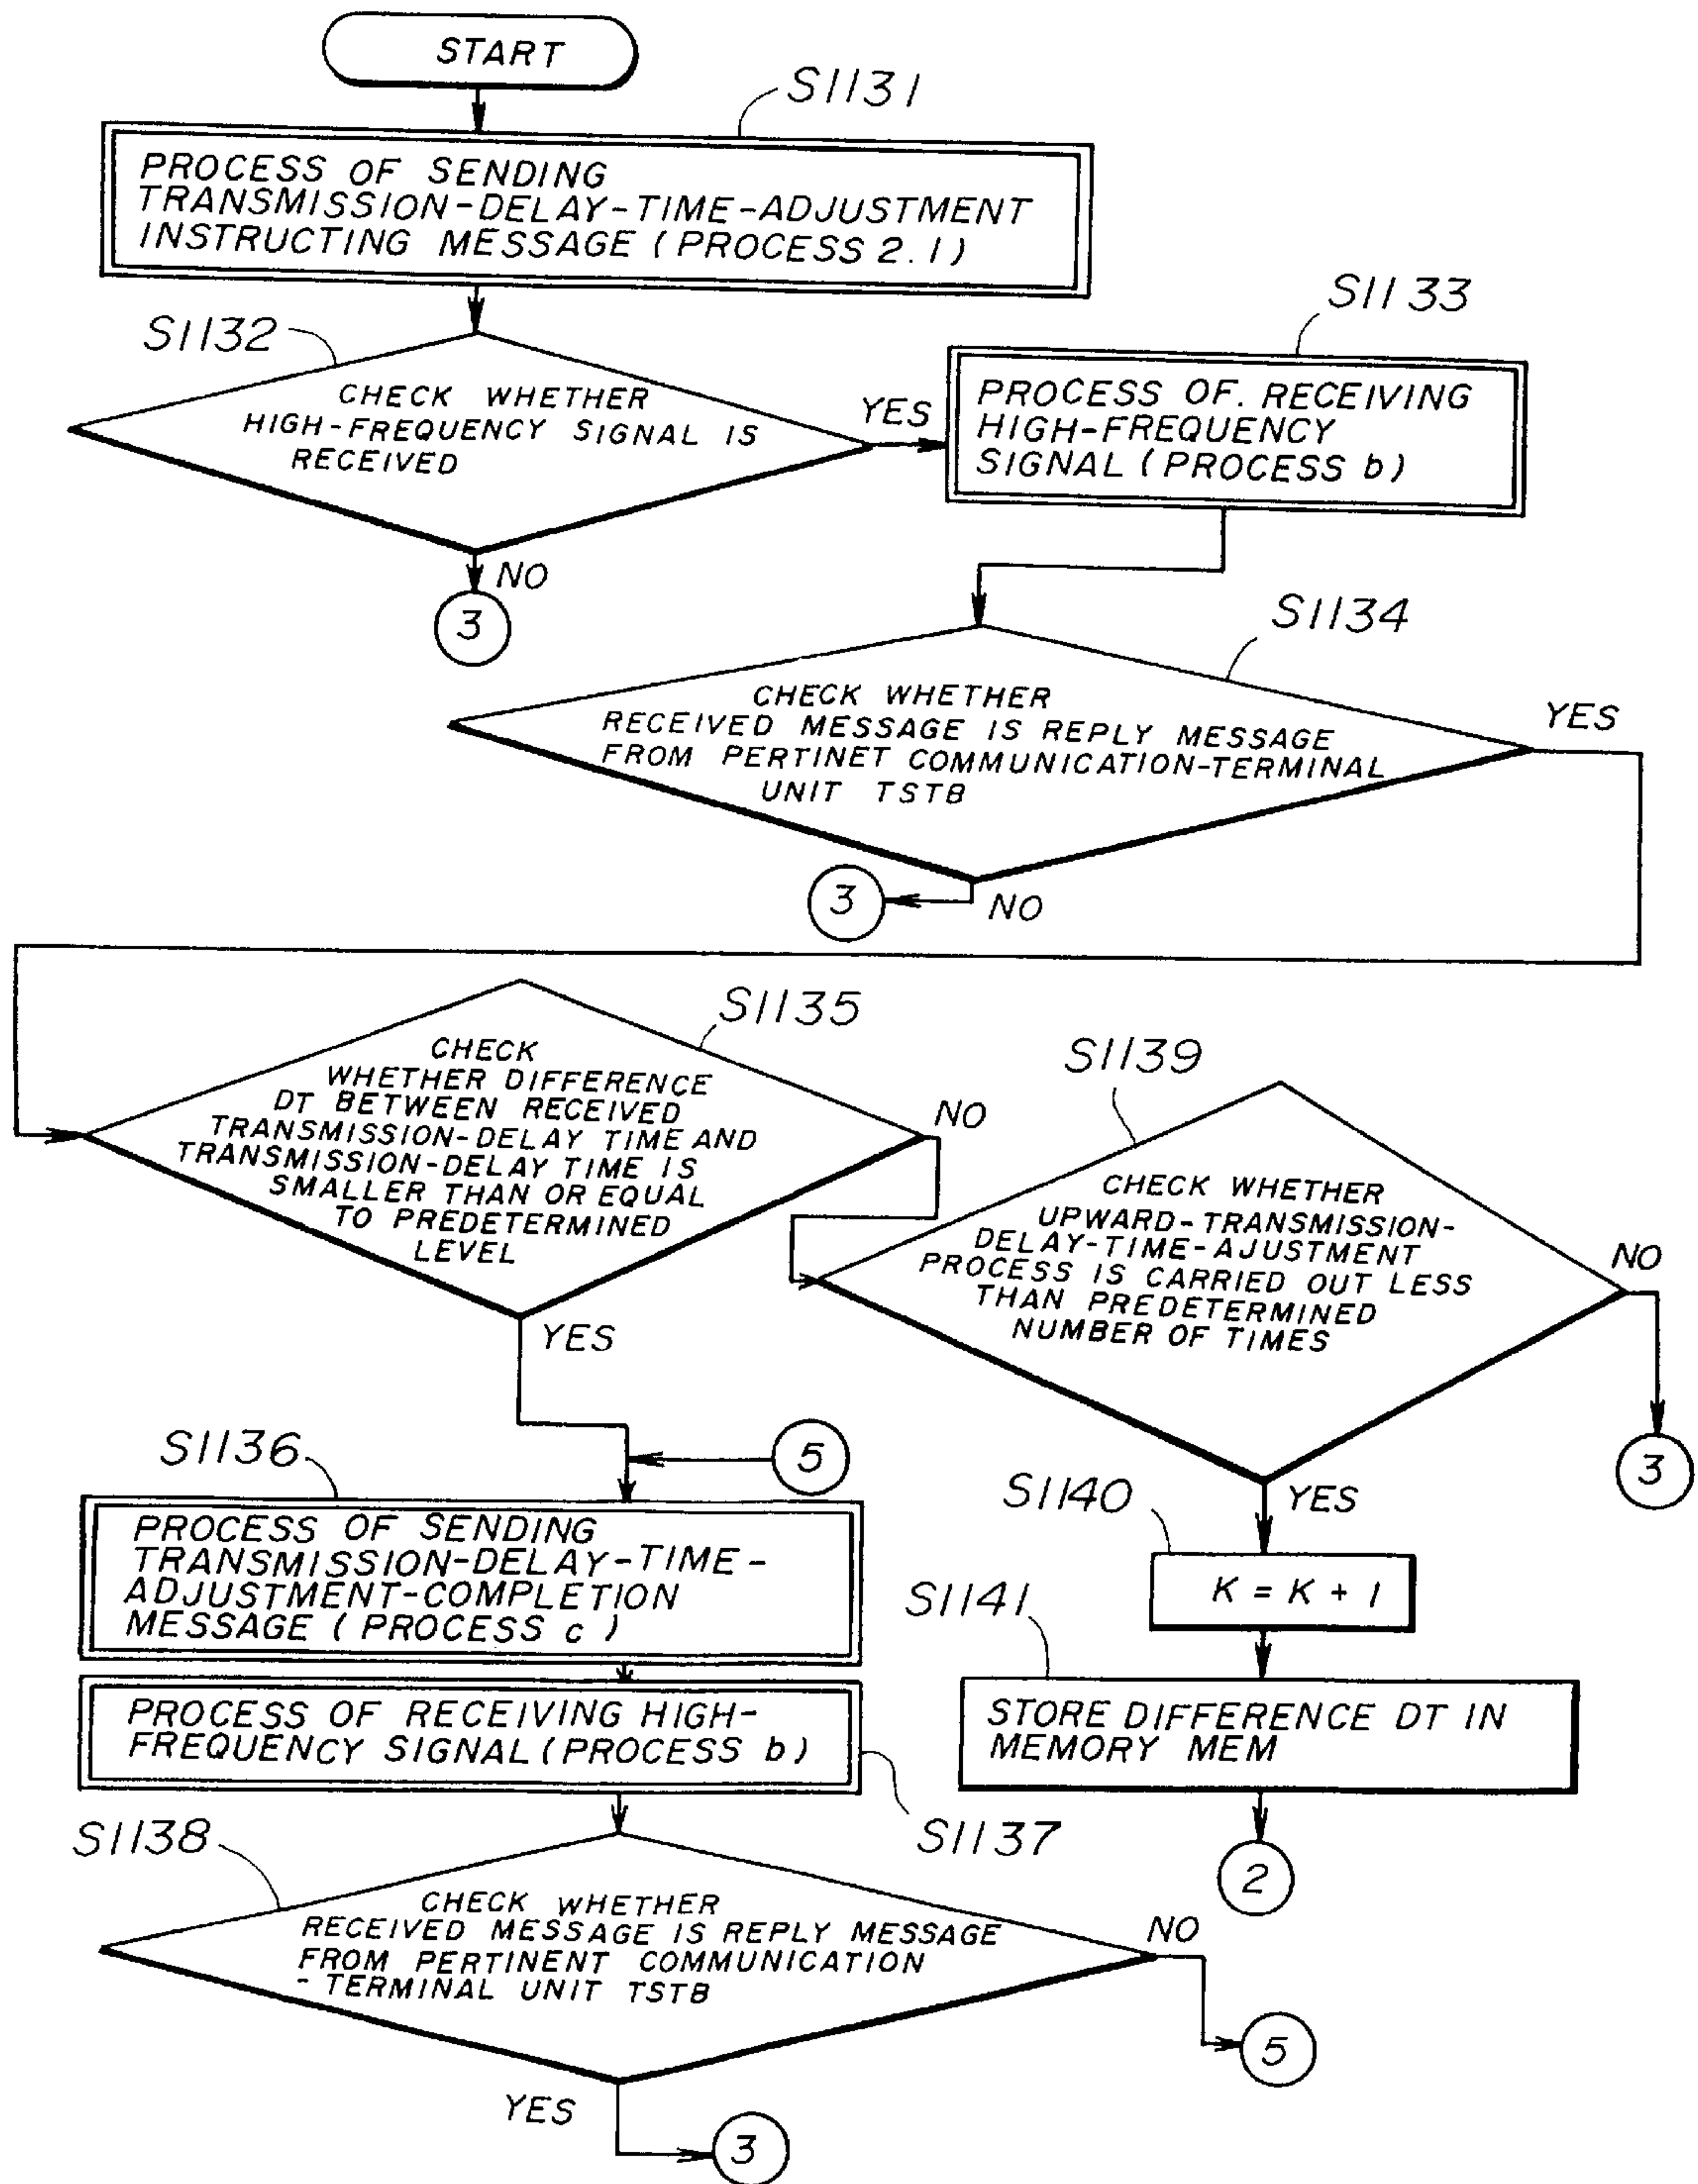 START
S1131
PROCESS OF SENDING
TRANSMISSION-DELAY-TIME-ADJUSTMENT
INSTRUCTING MESSAGE (PROCESS 2.1)
S1132
CHECK WHETHER
HIGH-FREQUENCY SIGNAL IS
RECEIVED
YES
NO
3
S1133
PROCESS OF. RECEIVING
HIGH-FREQUENCY
SIGNAL (PROCESS b)
S1134
CHECK WHETHER
RECEIVED MESSAGE IS REPLY MESSAGE
FROM PERTINET COMMUNICATION-TERMINAL
UNIT TSTB
YES
3
NO
S1135
CHECK
WHETHER DIFFERENCE
DT BETWEEN RECEIVED
TRANSMISSION-DELAY TIME AND
TRANSMISSION-DELAY TIME IS
SMALLER THAN OR EQUAL
TO PREDETERMINED
LEVEL
NO
YES
S1139
CHECK WHETHER
UPWARD-TRANSMISSION-
DELAY-TIME-AJUSTMENT
PROCESS IS CARRIED OUT LESS
THAN PREDETERMINED
NUMBER OF TIMES
NO
3
YES
5
S1136
PROCESS OF SENDING
TRANSMISSION-DELAY-TIME-
ADJUSTMENT-COMPLETION
MESSAGE ( PROCESS c )
S1140
K = K + 1
S1141
STORE DIFFERENCE DT IN
MEMORY MEM
2
PROCESS OF RECEIVING HIGH-
FREQUENCY SIGNAL (PROCESS b)
S1137
S1138
CHECK WHETHER
RECEIVED MESSAGE IS REPLY MESSAGE
FROM PERTINENT COMMUNICATION
- TERMINAL UNIT TSTB
NO
5
YES
3